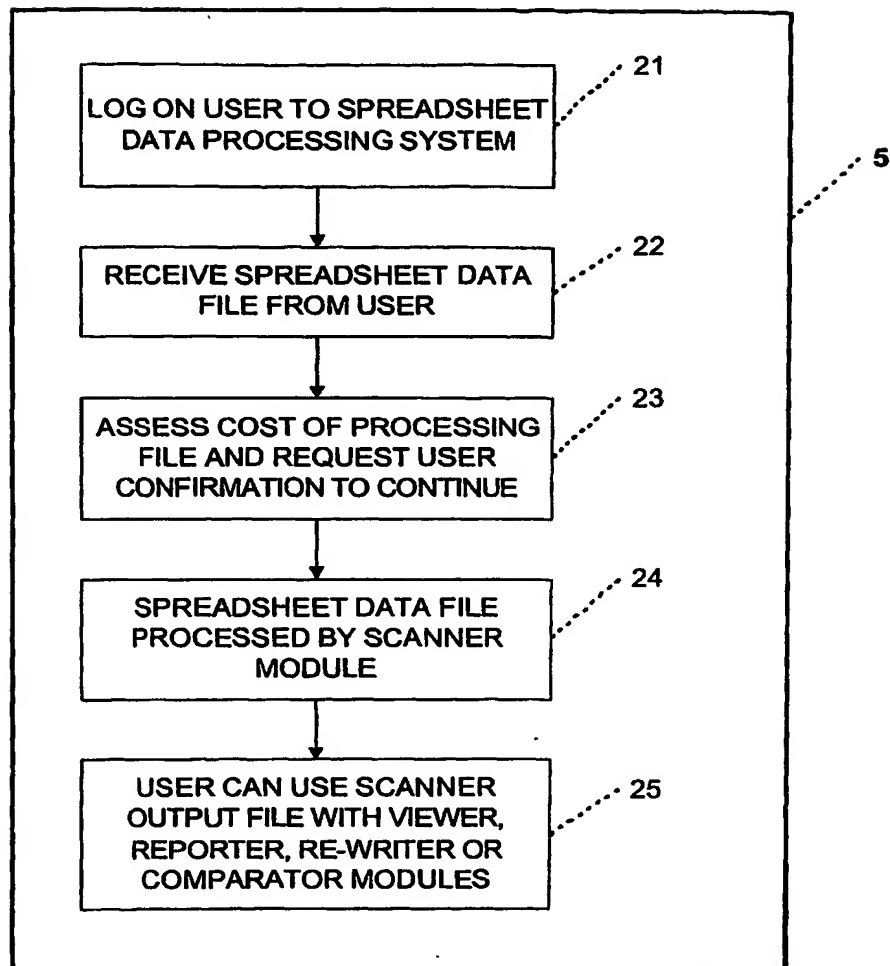 21
LOG ON USER TO SPREADSHEET
DATA PROCESSING SYSTEM
5
22
RECEIVE SPREADSHEET DATA
FILE FROM USER
23
ASSESS COST OF PROCESSING
FILE AND REQUEST USER
CONFIRMATION TO CONTINUE
24
SPREADSHEET DATA FILE
PROCESSED BY SCANNER
MODULE
25
USER CAN USE SCANNER
OUTPUT FILE WITH VIEWER,
REPORTER, RE-WRITER OR
COMPARATOR MODULES